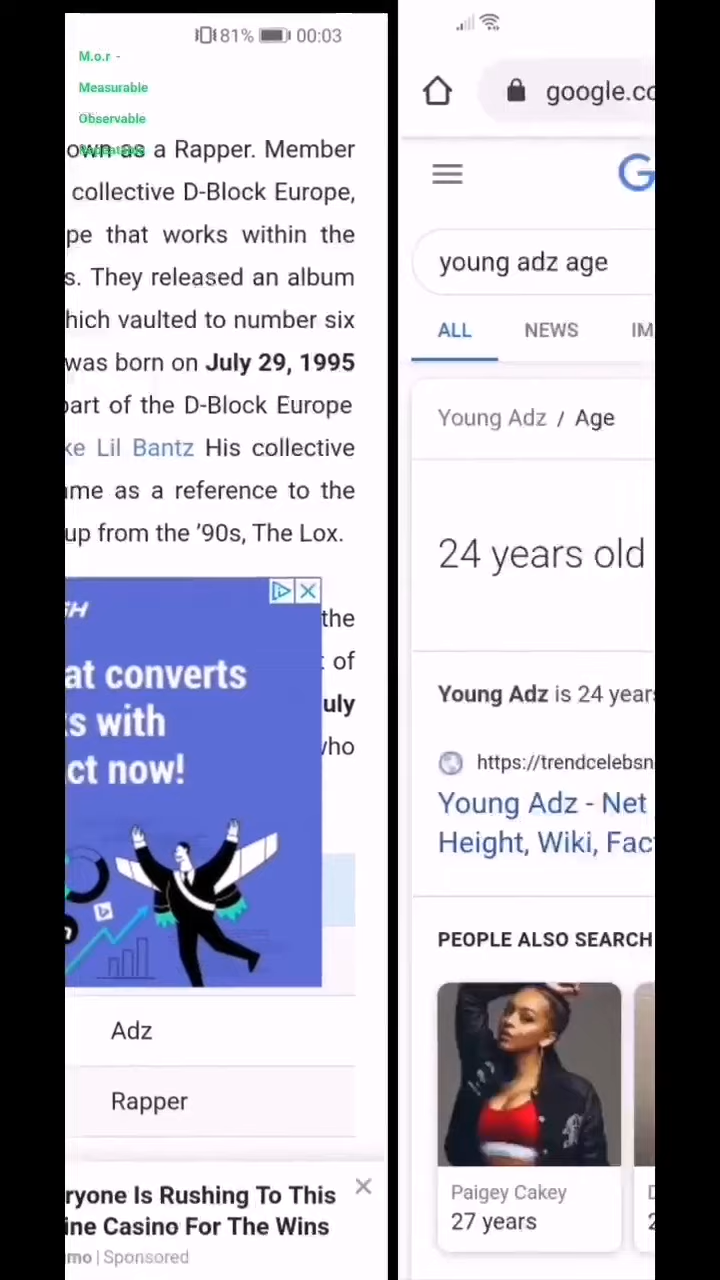 81% 00:03
M.o.r -
Measurable
Observable
own as a Rapper. Member
collective D-Block Europe,
pe that works within the
s. They released an album
hich vaulted to number six
was born on July 29, 1995
part of the D-Block Europe
ke Lil Bantz His collective
ame as a reference to the
up from the '90s, The Lox.
the
of
uly
who
at converts
s with
ct now!
Adz
Rapper
ryone Is Rushing To This
ine Casino For The Wins
mo | Sponsored
google.co
G
young adz age
ALL NEWS IM
Young Adz / Age
24 years old
Young Adz is 24 year
https://trendcelebsn
Young Adz - Net
Height, Wiki, Fac
PEOPLE ALSO SEARCH
Paigey Cakey
27 years